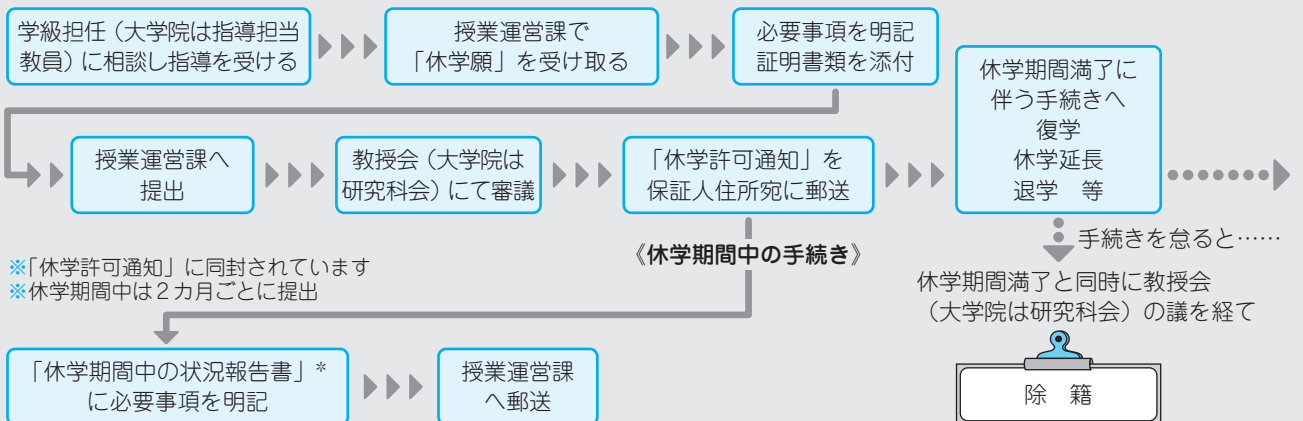 学級担任（大学院は指導担当
教員）に相談し指導を受ける
授業運営課で
「休学願」を受け取る
必要事項を明記
証明書類を添付
授業運営課へ
提出
教授会（大学院は
研究科会）にて審議
「休学許可通知」を
保証人住所宛に郵送
休学期間満了に
伴う手続きへ
復学
休学延長
退学　等
手続きを怠ると……
休学期間満了と同時に教授会
（大学院は研究科会）の議を経て
除　籍
《休学期間中の手続き》
※「休学許可通知」に同封されています
※休学期間中は２カ月ごとに提出
「休学期間中の状況報告書」*
に必要事項を明記
授業運営課
へ郵送